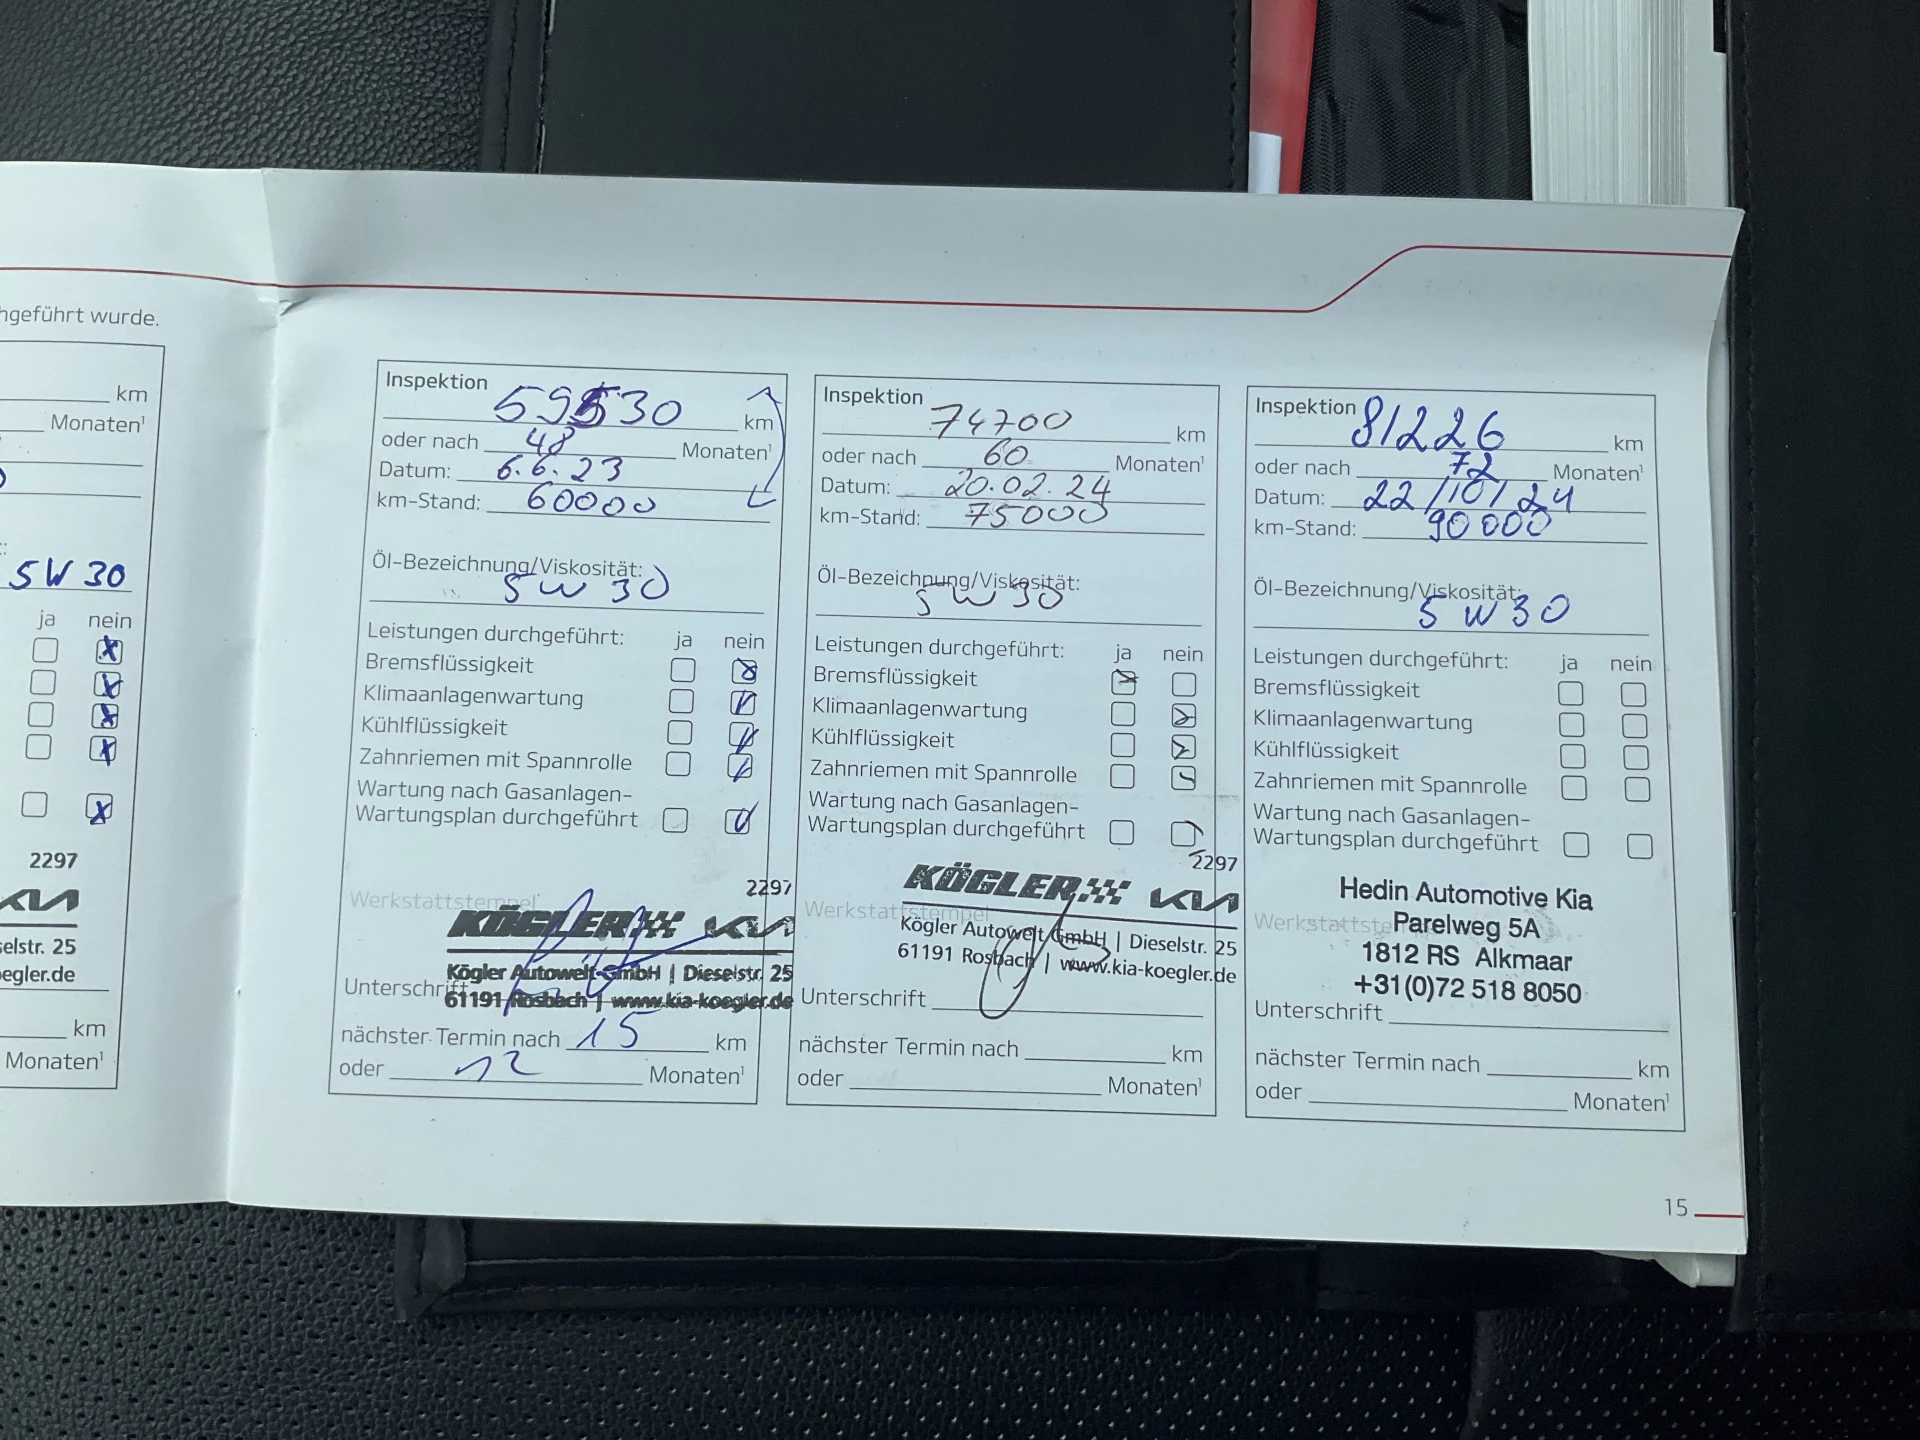 hgeführt wurde.
km
Monaten¹
5W30
ja nein
2297
KIA
selstr. 25
egler.de
km
Monaten¹
Inspektion 59530 km
oder nach 48 Monaten¹
Datum: 6.6.23
km-Stand: 60000
Öl-Bezeichnung/Viskosität:
5W30
Leistungen durchgeführt: ja nein
Bremsflüssigkeit
Klimaanlagenwartung
Kühlflüssigkeit
Zahnriemen mit Spannrolle
Wartung nach Gasanlagen-
Wartungsplan durchgeführt
2297
Werkstattstempel
KÖGLER KIA
Kögler Autowelt GmbH | Dieselstr. 25
61191 Rosbach | www.kia-koegler.de
Unterschrift
nächster Termin nach 15 km
oder 12 Monaten¹
Inspektion 74700 km
oder nach 60 Monaten¹
Datum: 20.02.24
km-Stand: 75000
Öl-Bezeichnung/Viskosität:
5W30
Leistungen durchgeführt: ja nein
Bremsflüssigkeit
Klimaanlagenwartung
Kühlflüssigkeit
Zahnriemen mit Spannrolle
Wartung nach Gasanlagen-
Wartungsplan durchgeführt
2297
KÖGLER KIA
Werkstattstempel
Kögler Autowelt GmbH | Dieselstr. 25
61191 Rosbach | www.kia-koegler.de
Unterschrift
nächster Termin nach km
oder Monaten¹
Inspektion 81226 km
oder nach 72 Monaten¹
Datum: 22/10/24
km-Stand: 90000
Öl-Bezeichnung/Viskosität:
5W30
Leistungen durchgeführt: ja nein
Bremsflüssigkeit
Klimaanlagenwartung
Kühlflüssigkeit
Zahnriemen mit Spannrolle
Wartung nach Gasanlagen-
Wartungsplan durchgeführt
Hedin Automotive Kia
Werkstattste Parelweg 5A
1812 RS Alkmaar
+31(0)72 518 8050
Unterschrift
nächster Termin nach km
oder Monaten¹
15